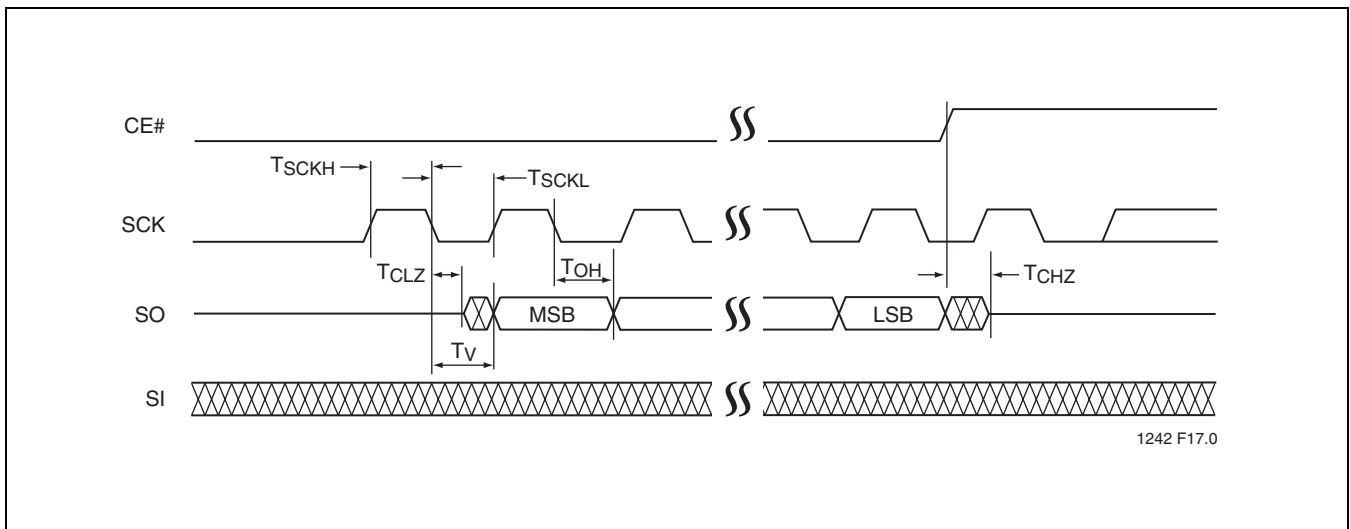 CE#
TSCKH
TSCKL
SCK
TCLZ
TOH
TCHZ
SO
MSB
LSB
TV
SI
1242 F17.0